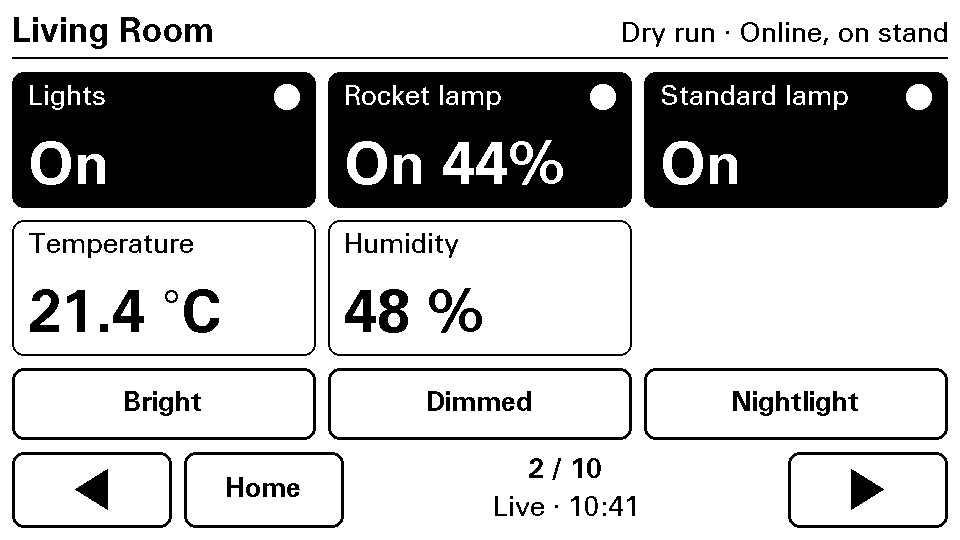 Living Room
Dry run · Online, on stand
Lights
On
Rocket lamp
On 44%
Standard lamp
On
Temperature
21.4 °C
Humidity
48 %
Bright
Dimmed
Nightlight
Home
2 / 10
Live · 10:41